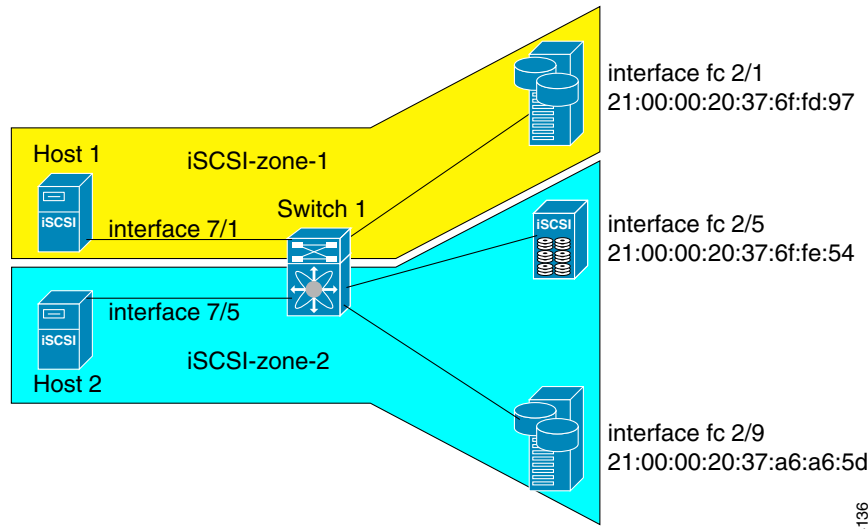 interface fc 2/1
21:00:00:20:37:6f:fd:97
Host 1
iSCSI-zone-1
iSCSI
interface 7/1
Switch 1
iSCSI
interface fc 2/5
21:00:00:20:37:6f:fe:54
interface 7/5
iSCSI
iSCSI-zone-2
Host 2
interface fc 2/9
21:00:00:20:37:a6:a6:5d
136